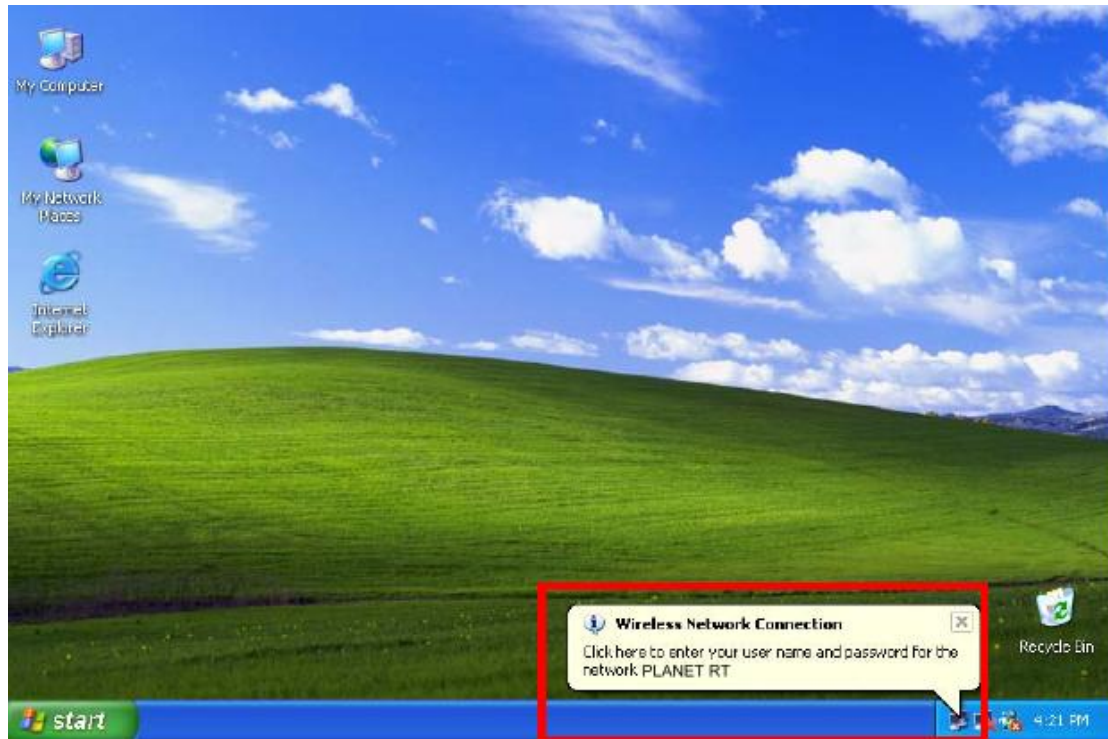 My Computer
My Network
Places
Internet
Explorer
Wireless Network Connection
Click here to enter your user name and password for the
network PLANET RT
Recycle Bin
start
4:21 PM